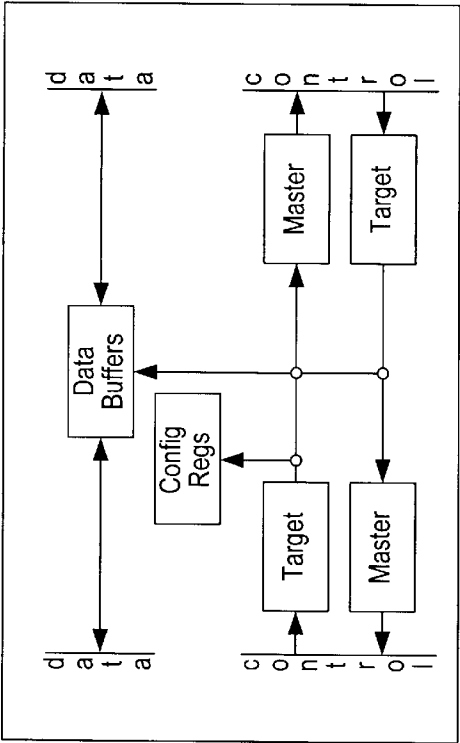 data
data
Data
Buffers
Config
Regs
control
control
Target
Master
Master
Target